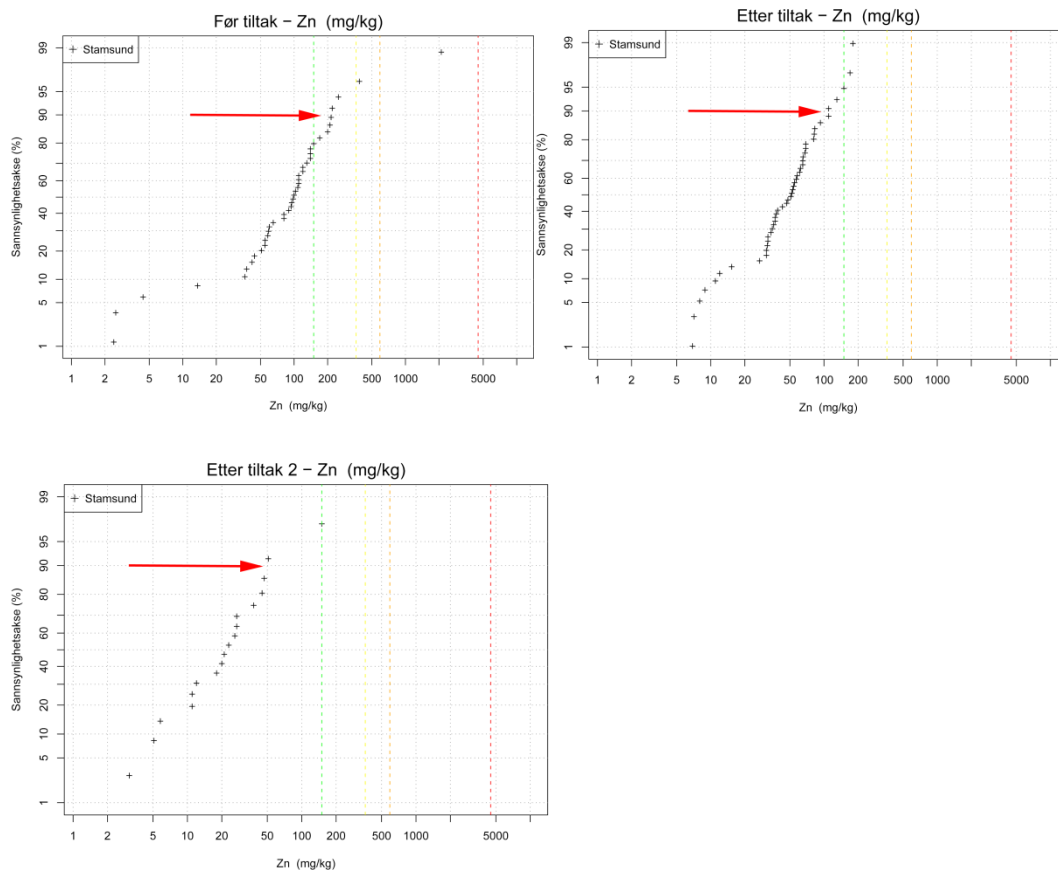 Før tiltak – Zn (mg/kg)
+ Stamsund
Sannsynlighetsakse (%)
99
95
90
80
60
40
20
10
5
1
1 2 5 10 20 50 100 200 500 1000 5000
Zn (mg/kg)
Etter tiltak – Zn (mg/kg)
+ Stamsund
Sannsynlighetsakse (%)
99
95
90
80
60
40
20
10
5
1
1 2 5 10 20 50 100 200 500 1000 5000
Zn (mg/kg)
Etter tiltak 2 – Zn (mg/kg)
+ Stamsund
Sannsynlighetsakse (%)
99
95
90
80
60
40
20
10
5
1
1 2 5 10 20 50 100 200 500 1000 5000
Zn (mg/kg)